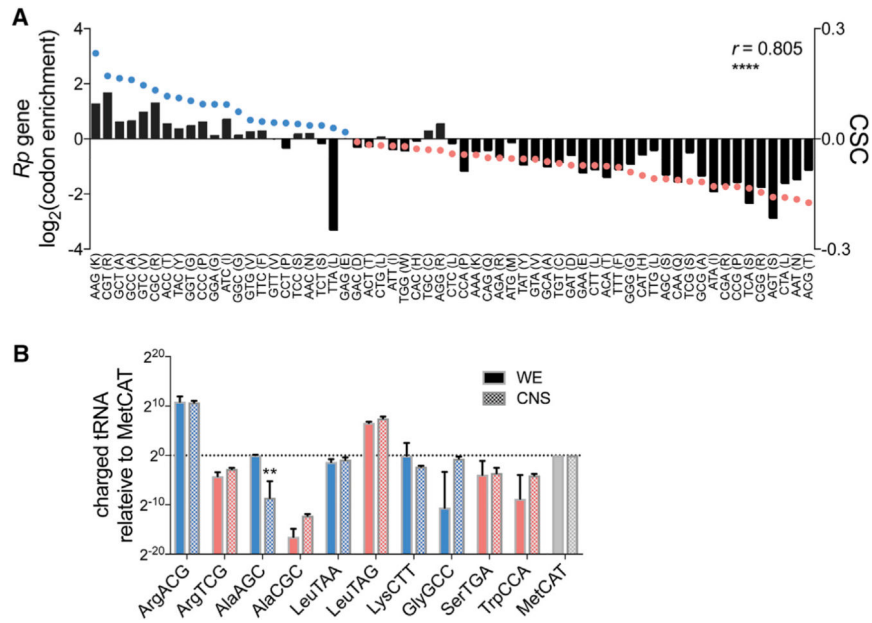 A
4
2
0
-2
-4
Rp gene
log2(codon enrichment)
0.3
0.0
-0.3
CSC
r = 0.805
****
AAG (K)
CGT (R)
GCT (A)
GCC (A)
GTC (V)
CGC (R)
ACC (T)
TAC (Y)
GGT (G)
CCC (P)
GGA (G)
ATC (I)
GGC (G)
GTG (V)
TTC (F)
GTT (V)
CCT (P)
TCC (S)
AAC (N)
TCT (S)
TTA (L)
GAG (E)
GAC (D)
ACT (T)
CTG (L)
ATT (I)
TGG (W)
CAC (H)
TGC (C)
AGG (R)
CTC (L)
CCA (P)
AAA (K)
CAG (Q)
AGA (R)
ATG (M)
TAT (Y)
GTA (V)
GCA (A)
TGT (C)
GAT (D)
GAA (E)
CTT (L)
ACA (T)
TTT (F)
GGG (G)
CAT (H)
TTG (L)
AGC (S)
CAA (Q)
TCG (S)
GCG (A)
ATA (I)
CGA (R)
CCG (P)
TCA (S)
CGG (R)
AGT (S)
CTA (L)
AAT (N)
ACG (T)
B
2^20
2^10
2^0
2^-10
2^-20
charged tRNA
relateive to MetCAT
WE
CNS
**
ArgACG
ArgTCG
AlaAGC
AlaCGC
LeuTAA
LeuTAG
LysCTT
GlyGCC
SerTGA
TrpCCA
MetCAT